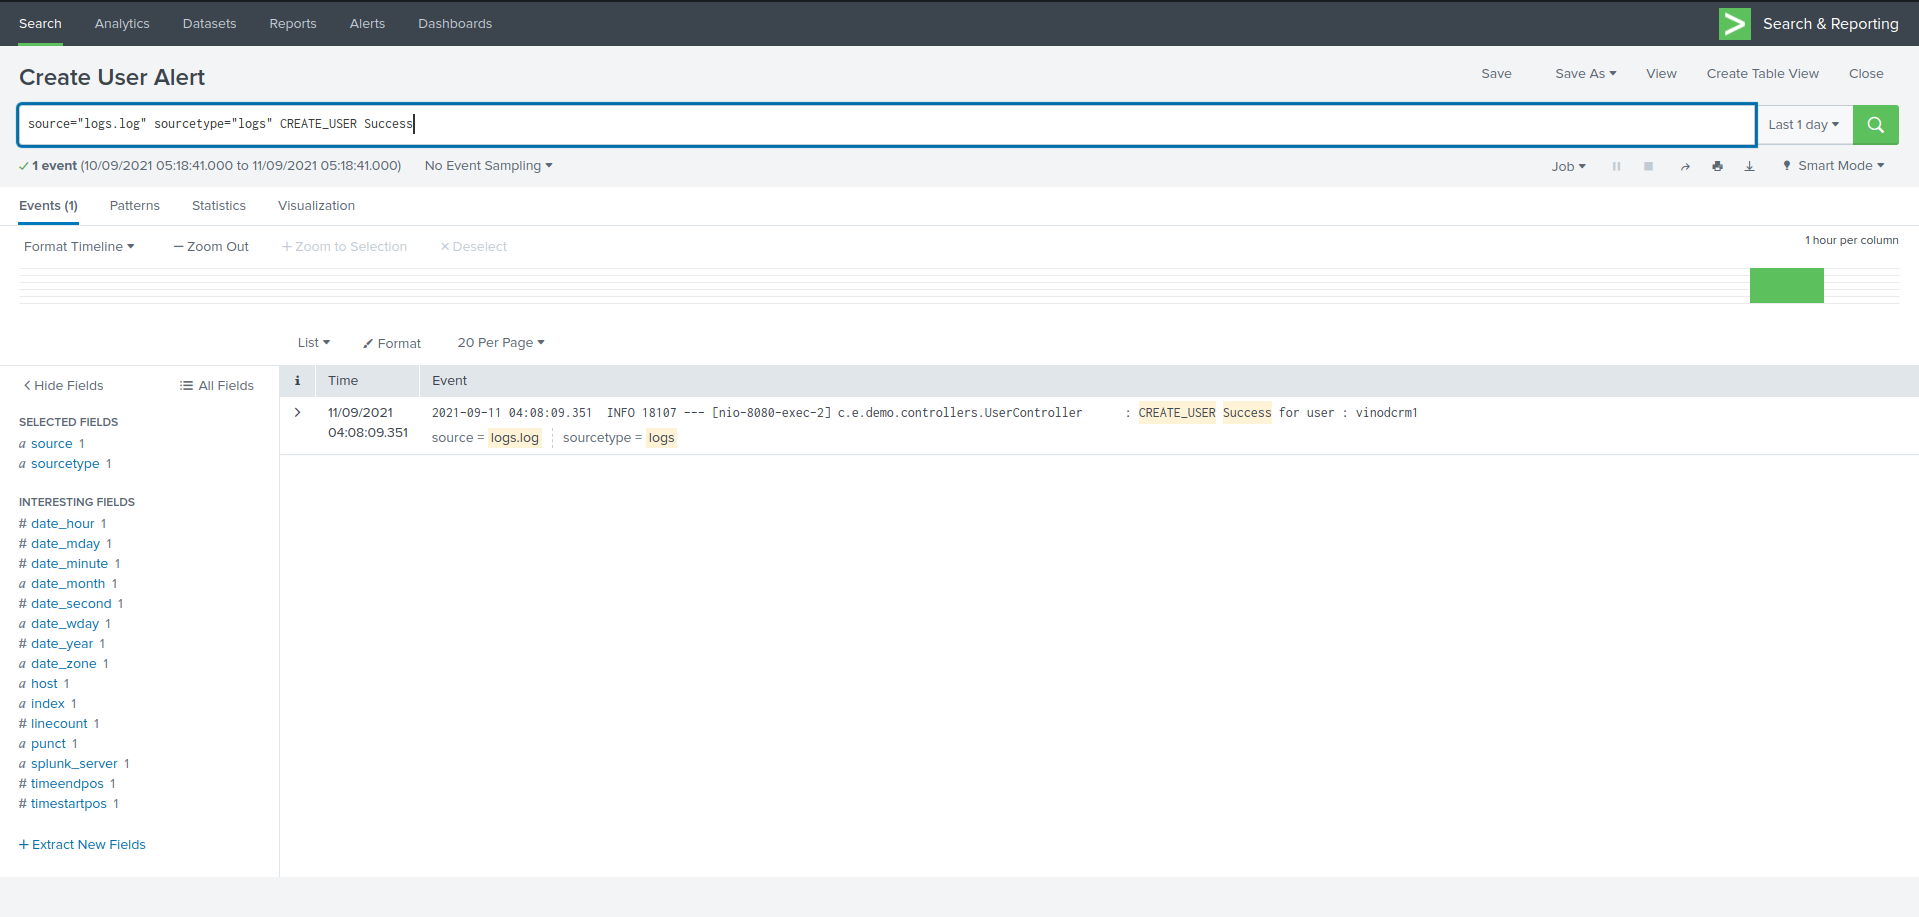 Search Analytics Datasets Reports Alerts Dashboards Search & Reporting
Create User Alert Save Save As View Create Table View Close
source="logs.log" sourcetype="logs" CREATE_USER Success Last 1 day
1 event (10/09/2021 05:18:41.000 to 11/09/2021 05:18:41.000) No Event Sampling Job Smart Mode
Events (1) Patterns Statistics Visualization
Format Timeline Zoom Out + Zoom to Selection × Deselect 1 hour per column
List Format 20 Per Page
Hide Fields All Fields i Time Event
11/09/2021 2021-09-11 04:08:09.351 INFO 18107 --- [nio-8080-exec-2] c.e.demo.controllers.UserController : CREATE_USER Success for user : vinodcrm1
04:08:09.351 source = logs.log sourcetype = logs
SELECTED FIELDS
a source 1
a sourcetype 1
INTERESTING FIELDS
# date_hour 1
# date_mday 1
# date_minute 1
a date_month 1
# date_second 1
a date_wday 1
# date_year 1
a date_zone 1
a host 1
a index 1
# linecount 1
a punct 1
a splunk_server 1
# timeendpos 1
# timestartpos 1
+ Extract New Fields